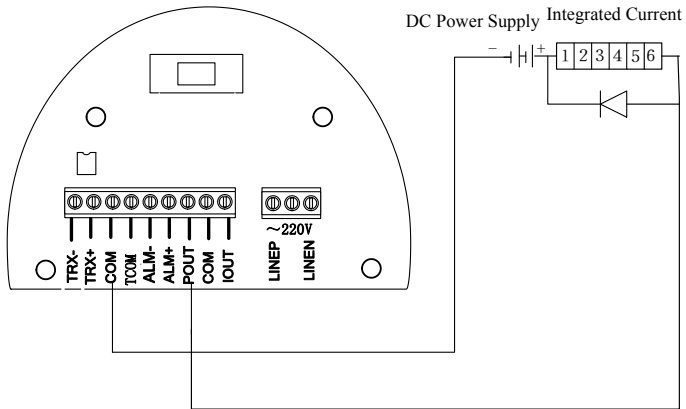 DC Power Supply Integrated Current
− +
1 2 3 4 5 6
~220V
TRX-
TRX+
COM
TCOM
ALM-
ALM+
POUT
COM
IOUT
LINEP
LINEN